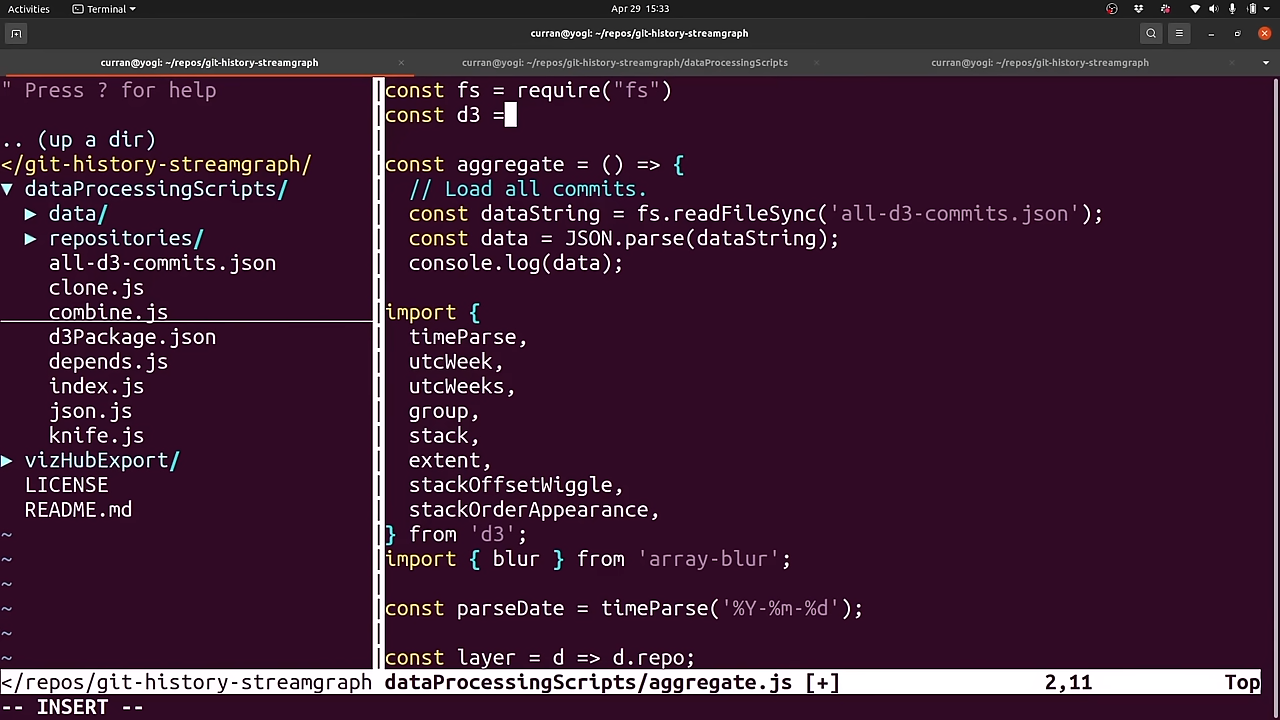 Activities Terminal Apr 29 15:33
curran@yogi: ~/repos/git-history-streamgraph
curran@yogi: ~/repos/git-history-streamgraph × curran@yogi: ~/repos/git-history-streamgraph/dataProcessingScripts × curran@yogi: ~/repos/git-history-streamgraph ×
" Press ? for help
.. (up a dir)
</git-history-streamgraph/
▼ dataProcessingScripts/
▶ data/
▶ repositories/
all-d3-commits.json
clone.js
combine.js
d3Package.json
depends.js
index.js
json.js
knife.js
▶ vizHubExport/
LICENSE
README.md
~
~
~
~
~
~
const fs = require("fs")
const d3 =
const aggregate = () => {
// Load all commits.
const dataString = fs.readFileSync('all-d3-commits.json');
const data = JSON.parse(dataString);
console.log(data);
import {
timeParse,
utcWeek,
utcWeeks,
group,
stack,
extent,
stackOffsetWiggle,
stackOrderAppearance,
} from 'd3';
import { blur } from 'array-blur';
const parseDate = timeParse('%Y-%m-%d');
const layer = d => d.repo;
</repos/git-history-streamgraph dataProcessingScripts/aggregate.js [+] 2,11 Top
-- INSERT --